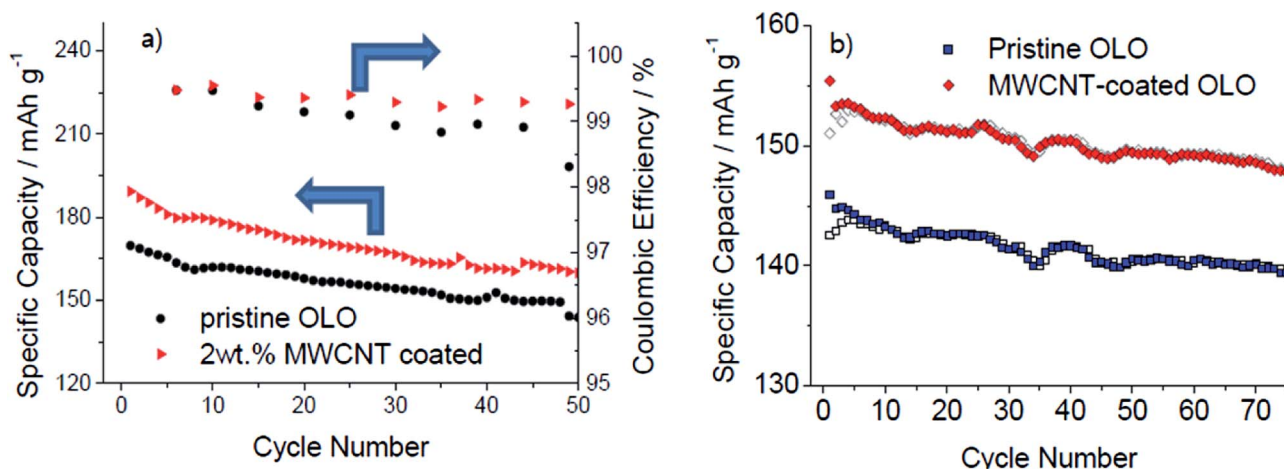 a)
Specific Capacity / mAh g⁻¹
240
210
180
150
120
100
99
98
97
96
95
Coulombic Efficiency / %
pristine OLO
2wt.% MWCNT coated
0 10 20 30 40 50
Cycle Number
b)
Specific Capacity / mAh g⁻¹
160
150
140
130
Pristine OLO
MWCNT-coated OLO
0 10 20 30 40 50 60 70
Cycle Number